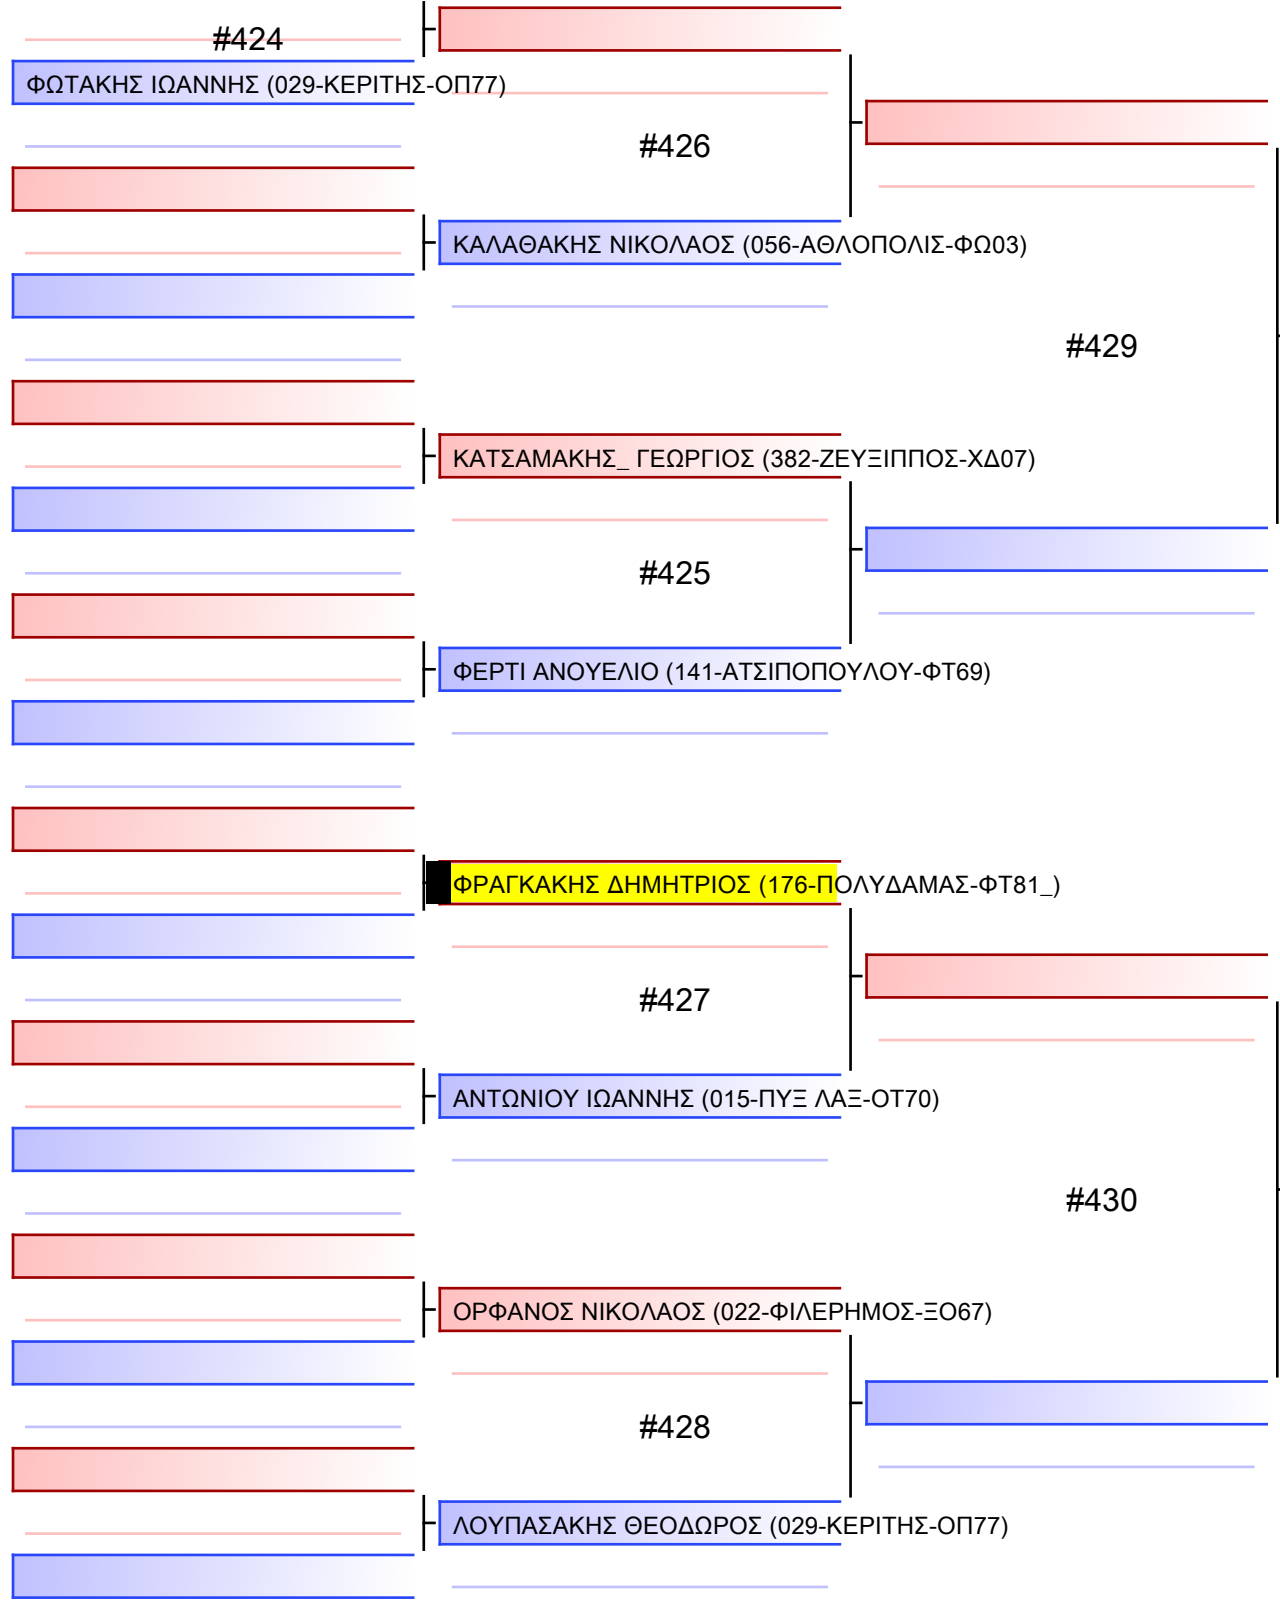 #424
ΦΩΤΑΚΗΣ ΙΩΑΝΝΗΣ (029-ΚΕΡΙΤΗΣ-ΟΠ77)
#426
ΚΑΛΑΘΑΚΗΣ ΝΙΚΟΛΑΟΣ (056-ΑΘΛΟΠΟΛΙΣ-ΦΩ03)
#429
ΚΑΤΣΑΜΑΚΗΣ_ ΓΕΩΡΓΙΟΣ (382-ΖΕΥΞΙΠΠΟΣ-ΧΔ07)
#425
ΦΕΡΤΙ ΑΝΟΥΕΛΙΟ (141-ΑΤΣΙΠΟΠΟΥΛΟΥ-ΦΤ69)
ΦΡΑΓΚΑΚΗΣ ΔΗΜΗΤΡΙΟΣ (176-ΠΟΛΥΔΑΜΑΣ-ΦΤ81_)
#427
ΑΝΤΩΝΙΟΥ ΙΩΑΝΝΗΣ (015-ΠΥΞ ΛΑΞ-ΟΤ70)
#430
ΟΡΦΑΝΟΣ ΝΙΚΟΛΑΟΣ (022-ΦΙΛΕΡΗΜΟΣ-ΞΟ67)
#428
ΛΟΥΠΑΣΑΚΗΣ ΘΕΟΔΩΡΟΣ (029-ΚΕΡΙΤΗΣ-ΟΠ77)